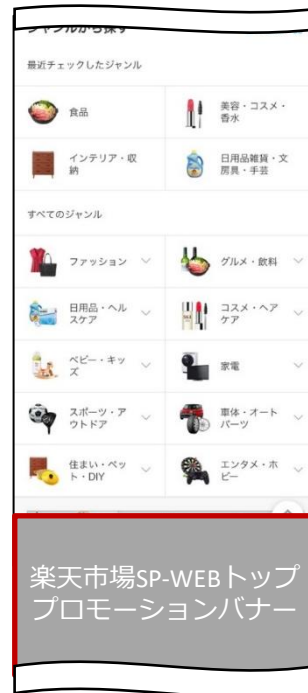 ジャンルから探す
最近チェックしたジャンル
食品
美容・コスメ・
香水
インテリア・収
納
日用品雑貨・文
房具・手芸
すべてのジャンル
ファッション
グルメ・飲料
日用品・ヘル
スケア
コスメ・ヘア
ケア
ベビー・キッ
ズ
家電
スポーツ・ア
ウトドア
車体・オート
パーツ
住まい・ペッ
ト・DIY
エンタメ・ホ
ビー
楽天市場SP-WEBトップ
プロモーションバナー